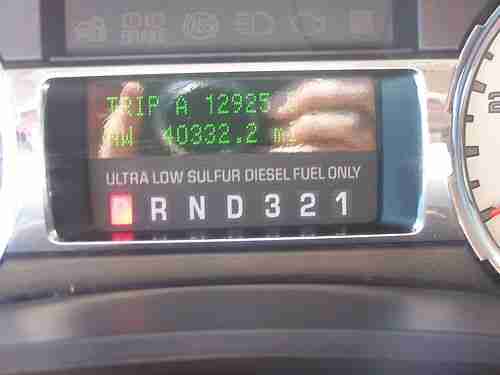 TRIP A 12925
40332.2 mi
ULTRA LOW SULFUR DIESEL FUEL ONLY
P R N D 3 2 1